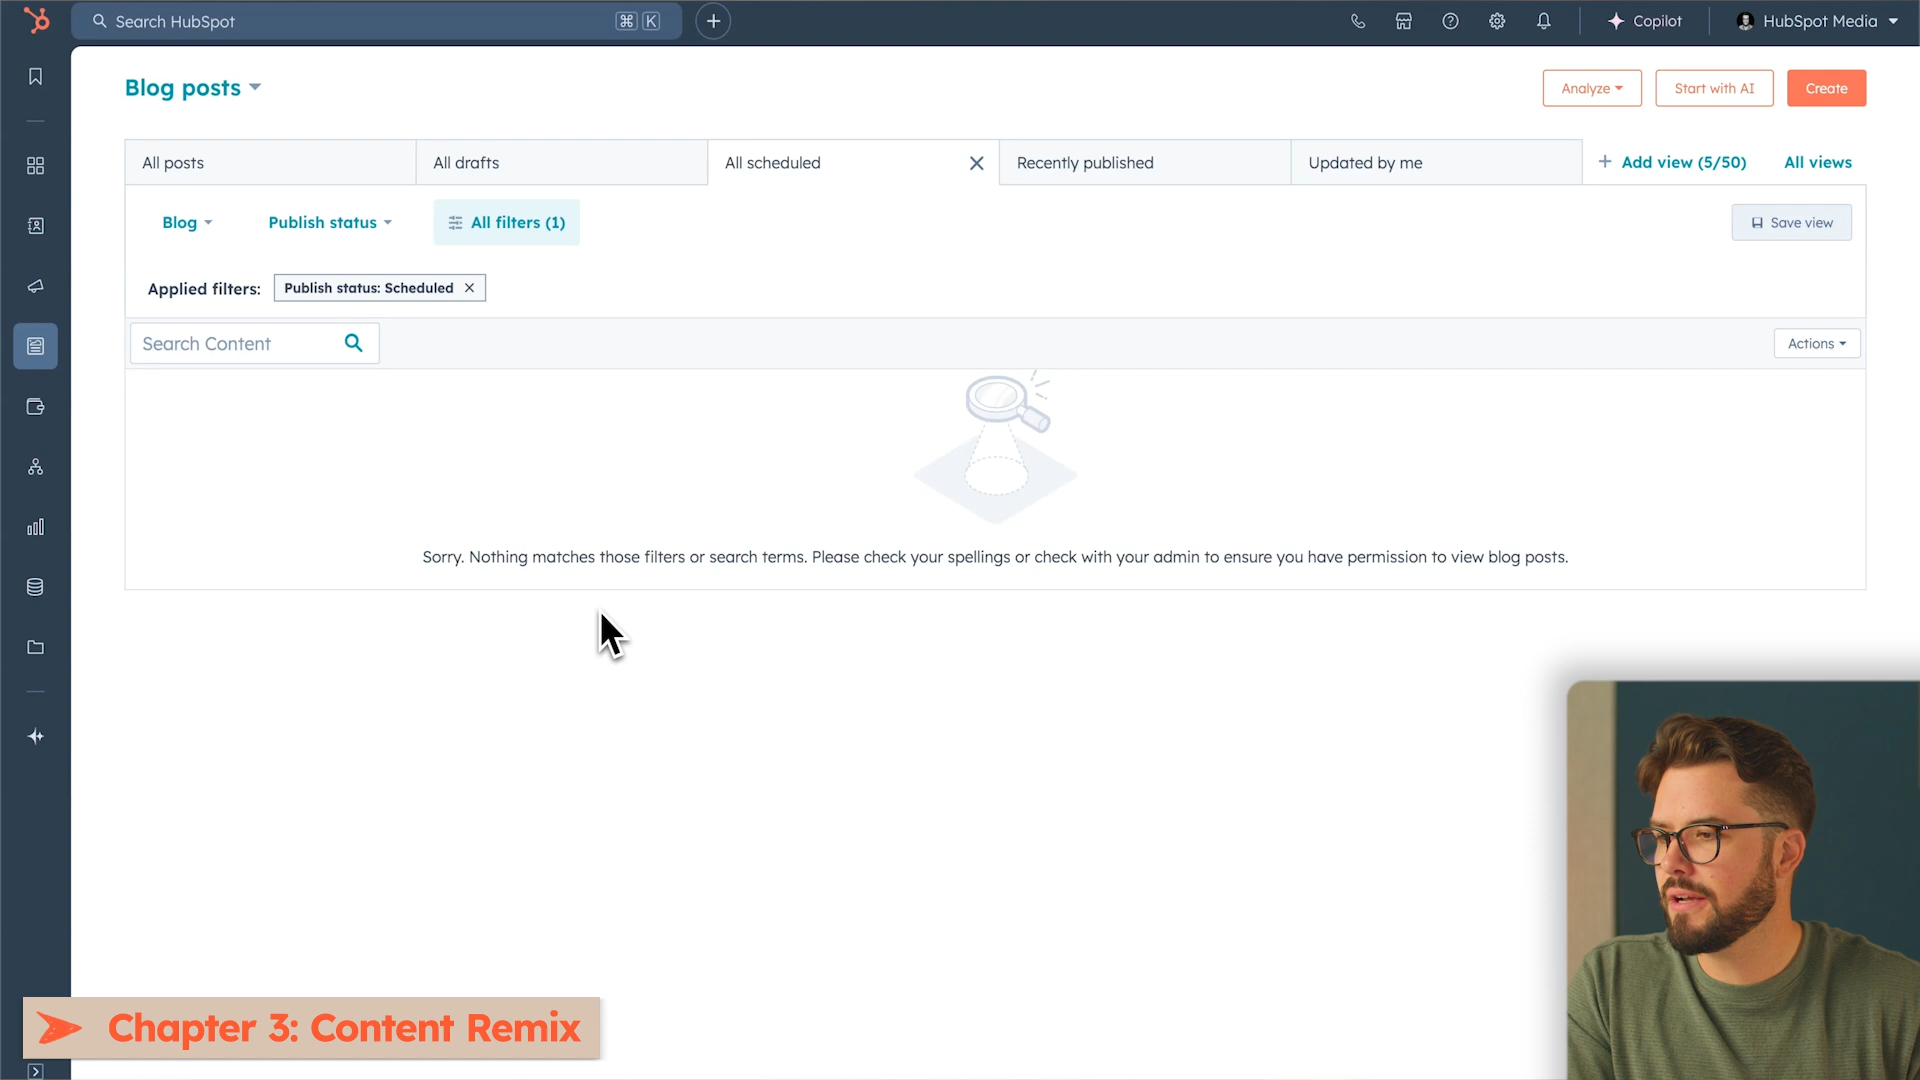 Search HubSpot
⌘ K
Copilot
HubSpot Media
Blog posts
Analyze
Start with AI
Create
All posts
All drafts
All scheduled
Recently published
Updated by me
+ Add view (5/50)
All views
Blog
Publish status
All filters (1)
Save view
Applied filters:
Publish status: Scheduled
Search Content
Actions
Sorry. Nothing matches those filters or search terms. Please check your spellings or check with your admin to ensure you have permission to view blog posts.
Chapter 3: Content Remix